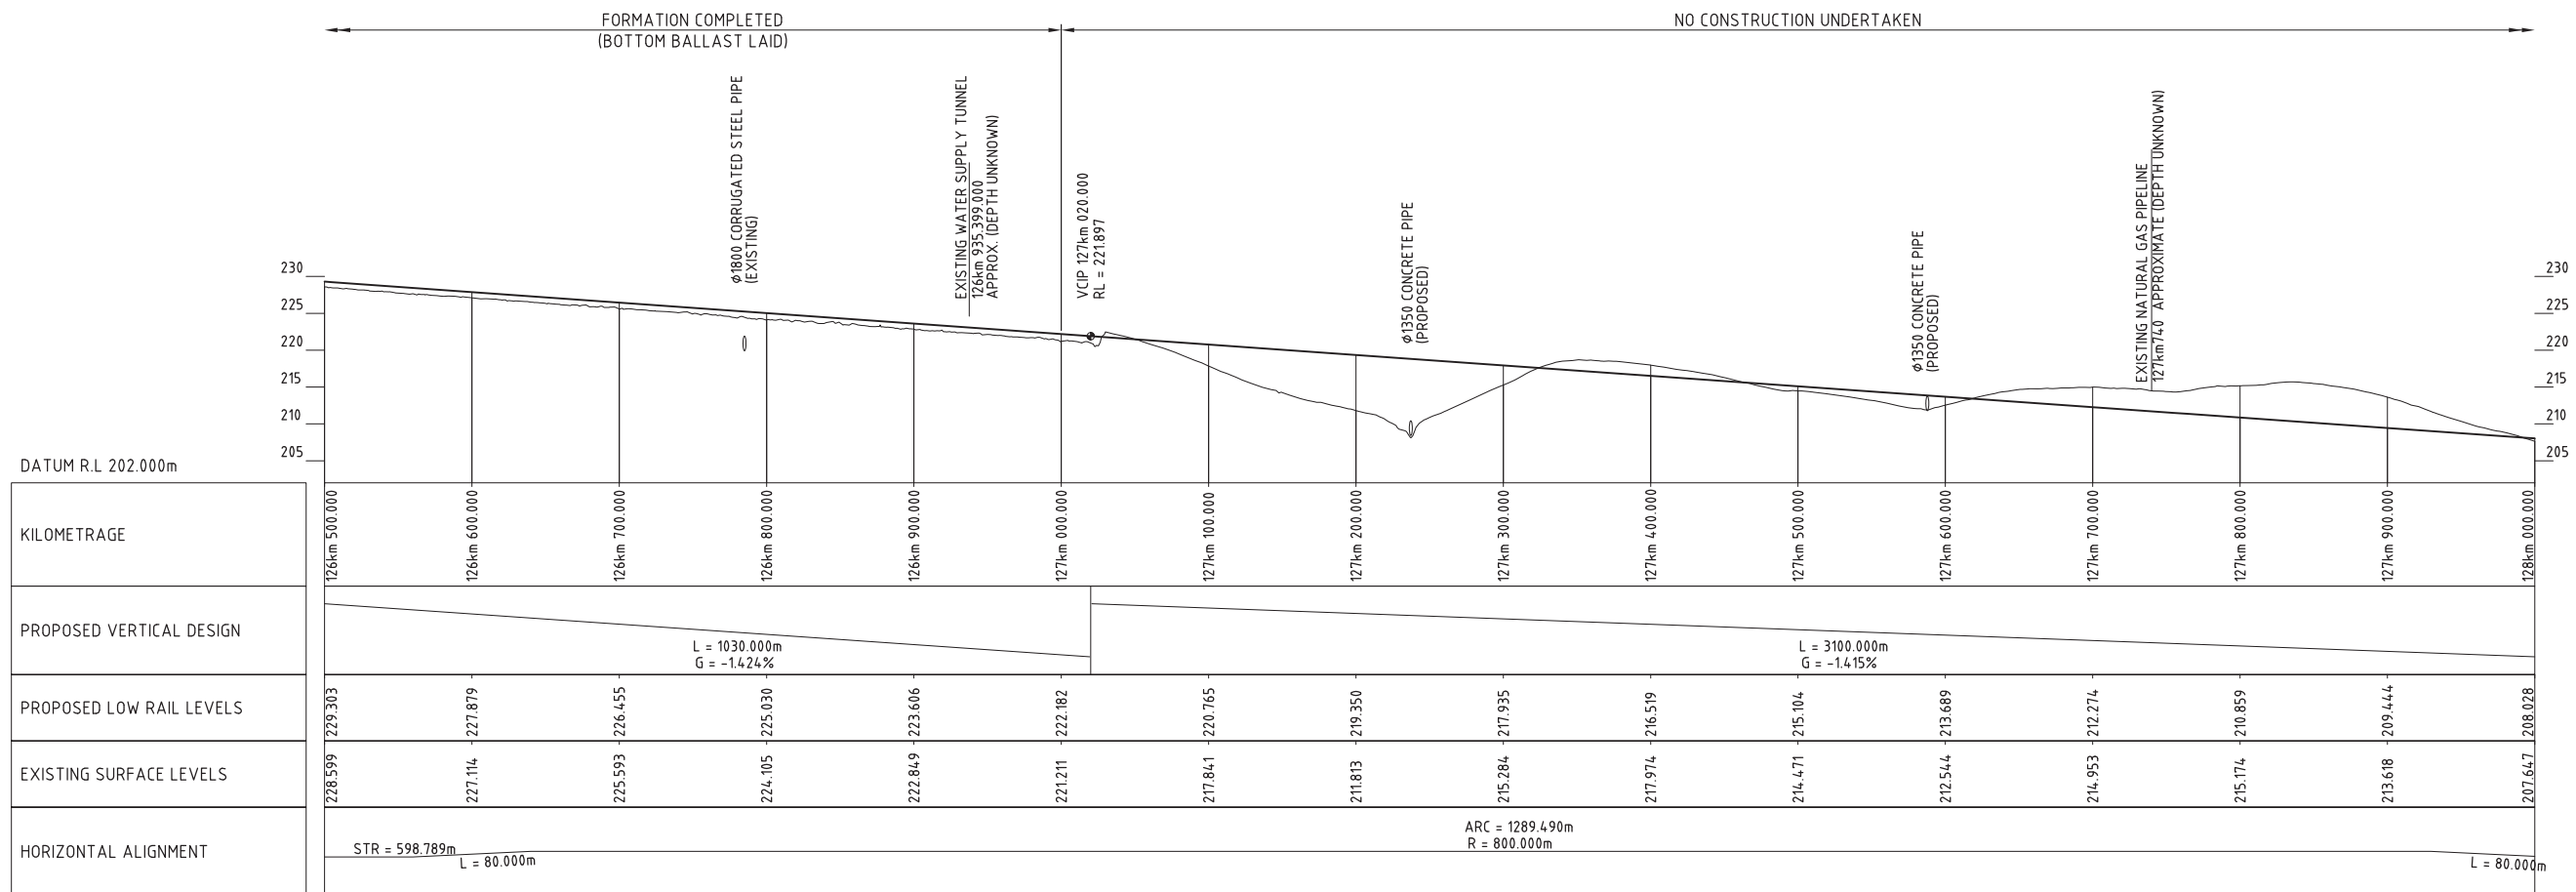 FORMATION COMPLETED
(BOTTOM BALLAST LAID)
NO CONSTRUCTION UNDERTAKEN
ø1800 CORRUGATED STEEL PIPE
(EXISTING)
EXISTING WATER SUPPLY TUNNEL
126km 935.399.000
APPROX. (DEPTH UNKNOWN)
VCIP 127km 020.000
RL = 221.897
ø1350 CONCRETE PIPE
(PROPOSED)
ø1350 CONCRETE PIPE
(PROPOSED)
EXISTING NATURAL GAS PIPELINE
127km740 APPROXIMATE (DEPTH UNKNOWN)
230
225
220
215
210
205
230
225
220
215
210
205
DATUM R.L 202.000m
KILOMETRAGE
126km 500.000
126km 600.000
126km 700.000
126km 800.000
126km 900.000
127km 000.000
127km 100.000
127km 200.000
127km 300.000
127km 400.000
127km 500.000
127km 600.000
127km 700.000
127km 800.000
127km 900.000
128km 000.000
PROPOSED VERTICAL DESIGN
L = 1030.000m
G = -1.424%
L = 3100.000m
G = -1.415%
PROPOSED LOW RAIL LEVELS
229.303
227.879
226.455
225.030
223.606
222.182
220.765
219.350
217.935
216.519
215.104
213.689
212.274
210.859
209.444
208.028
EXISTING SURFACE LEVELS
228.599
227.114
225.593
224.105
222.849
221.211
217.841
211.813
215.284
217.974
214.471
212.544
214.953
215.174
213.618
207.647
HORIZONTAL ALIGNMENT
STR = 598.789m
L = 80.000m
ARC = 1289.490m
R = 800.000m
L = 80.000m